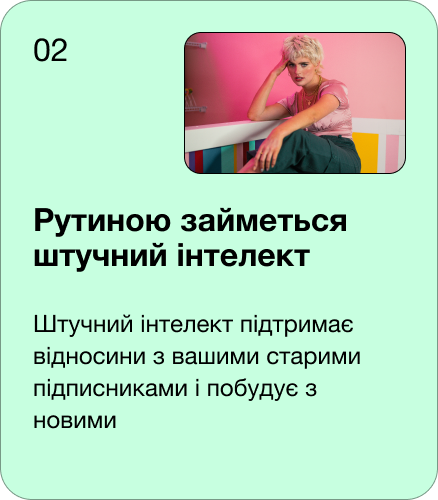 02
Рутиною займеться
штучний інтелект
Штучний інтелект підтримає
відносини з вашими старими
підписниками і побудує з
новими